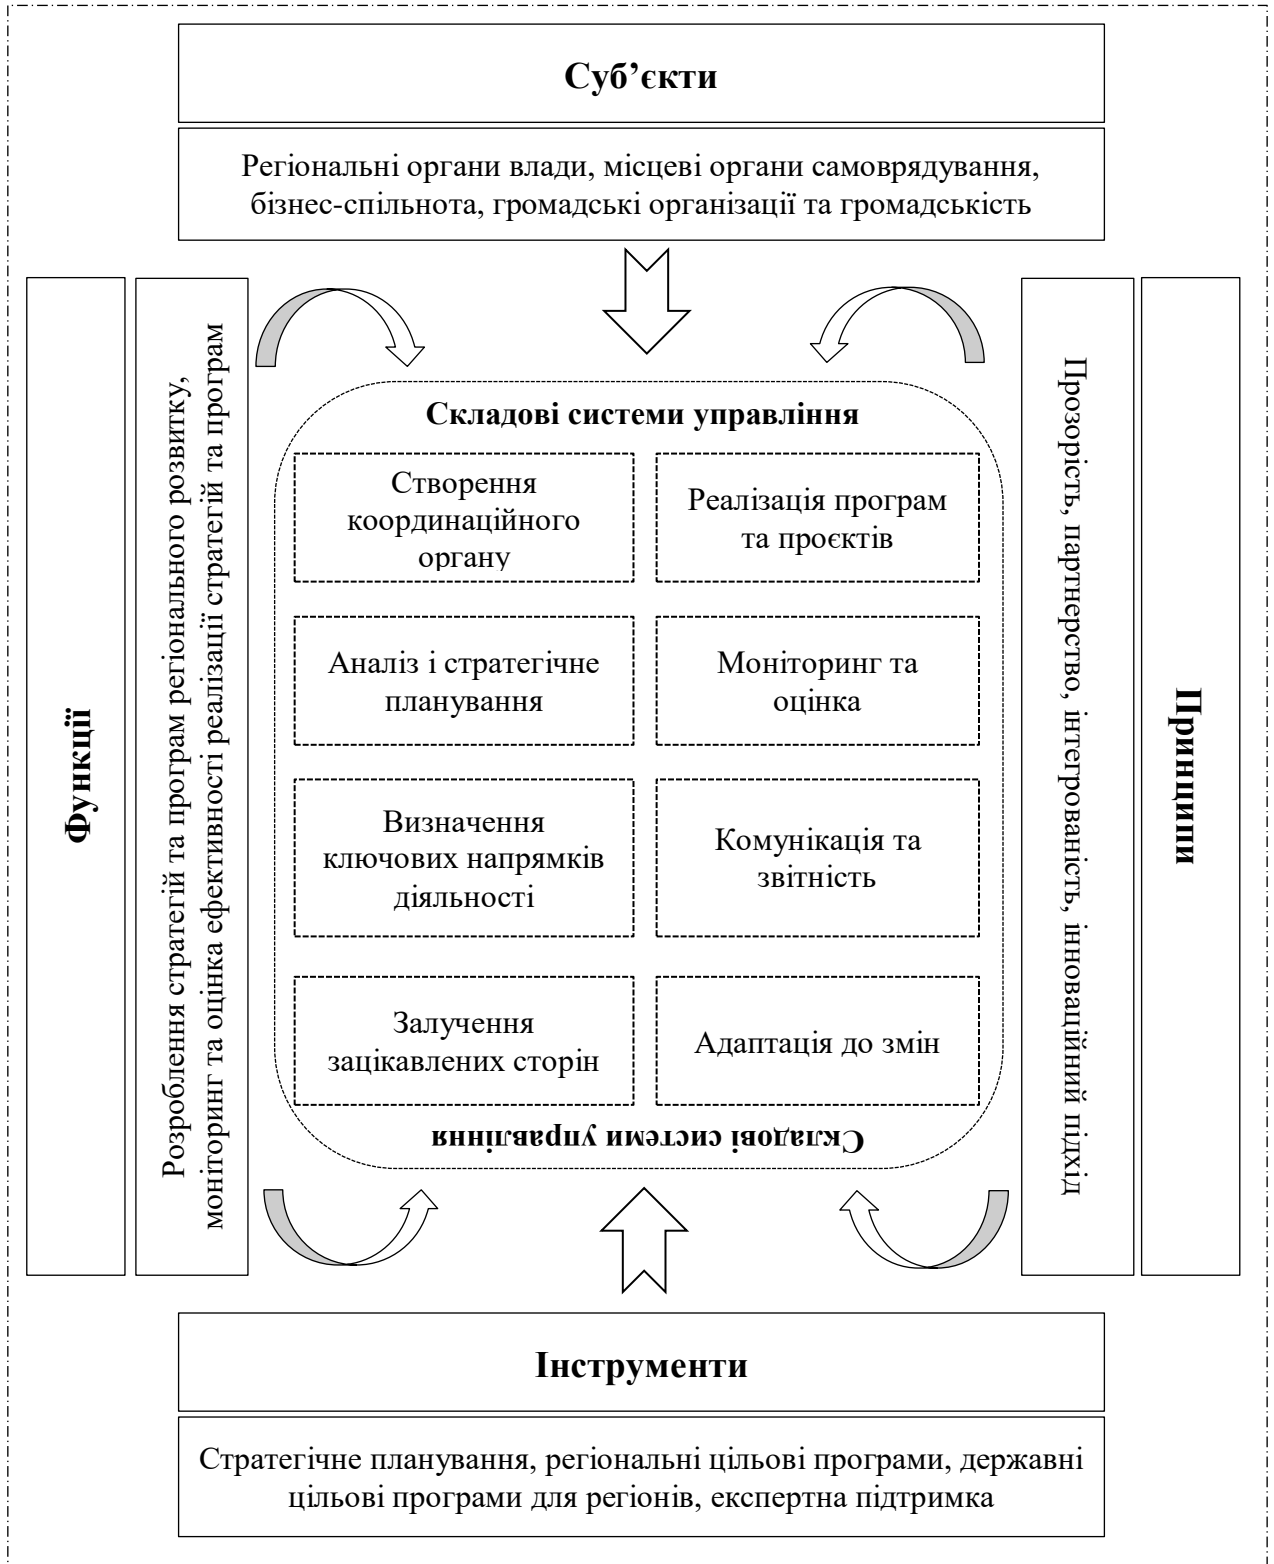 Суб’єкти
Регіональні органи влади, місцеві органи самоврядування,
бізнес-спільнота, громадські організації та громадськість
Функції
Розроблення стратегій та програм регіонального розвитку,
моніторинг та оцінка ефективності реалізації стратегій та програм
Складові системи управління
Створення
координаційного
органу
Реалізація програм
та проєктів
Аналіз і стратегічне
планування
Моніторинг та
оцінка
Визначення
ключових напрямків
діяльності
Комунікація та
звітність
Залучення
зацікавлених сторін
Адаптація до змін
Складові системи управління
Прозорість, партнерство, інтегрованість, інноваційний підхід
Принципи
Інструменти
Стратегічне планування, регіональні цільові програми, державні
цільові програми для регіонів, експертна підтримка